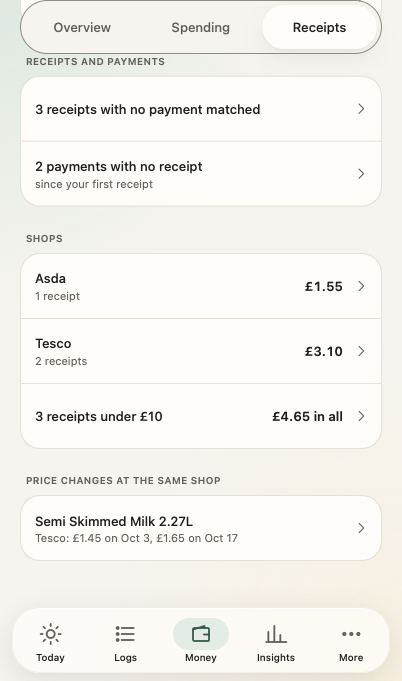 Overview
Spending
Receipts
RECEIPTS AND PAYMENTS
3 receipts with no payment matched
2 payments with no receipt
since your first receipt
SHOPS
Asda
1 receipt
£1.55
Tesco
2 receipts
£3.10
3 receipts under £10
£4.65 in all
PRICE CHANGES AT THE SAME SHOP
Semi Skimmed Milk 2.27L
Tesco: £1.45 on Oct 3, £1.65 on Oct 17
Today
Logs
Money
Insights
More